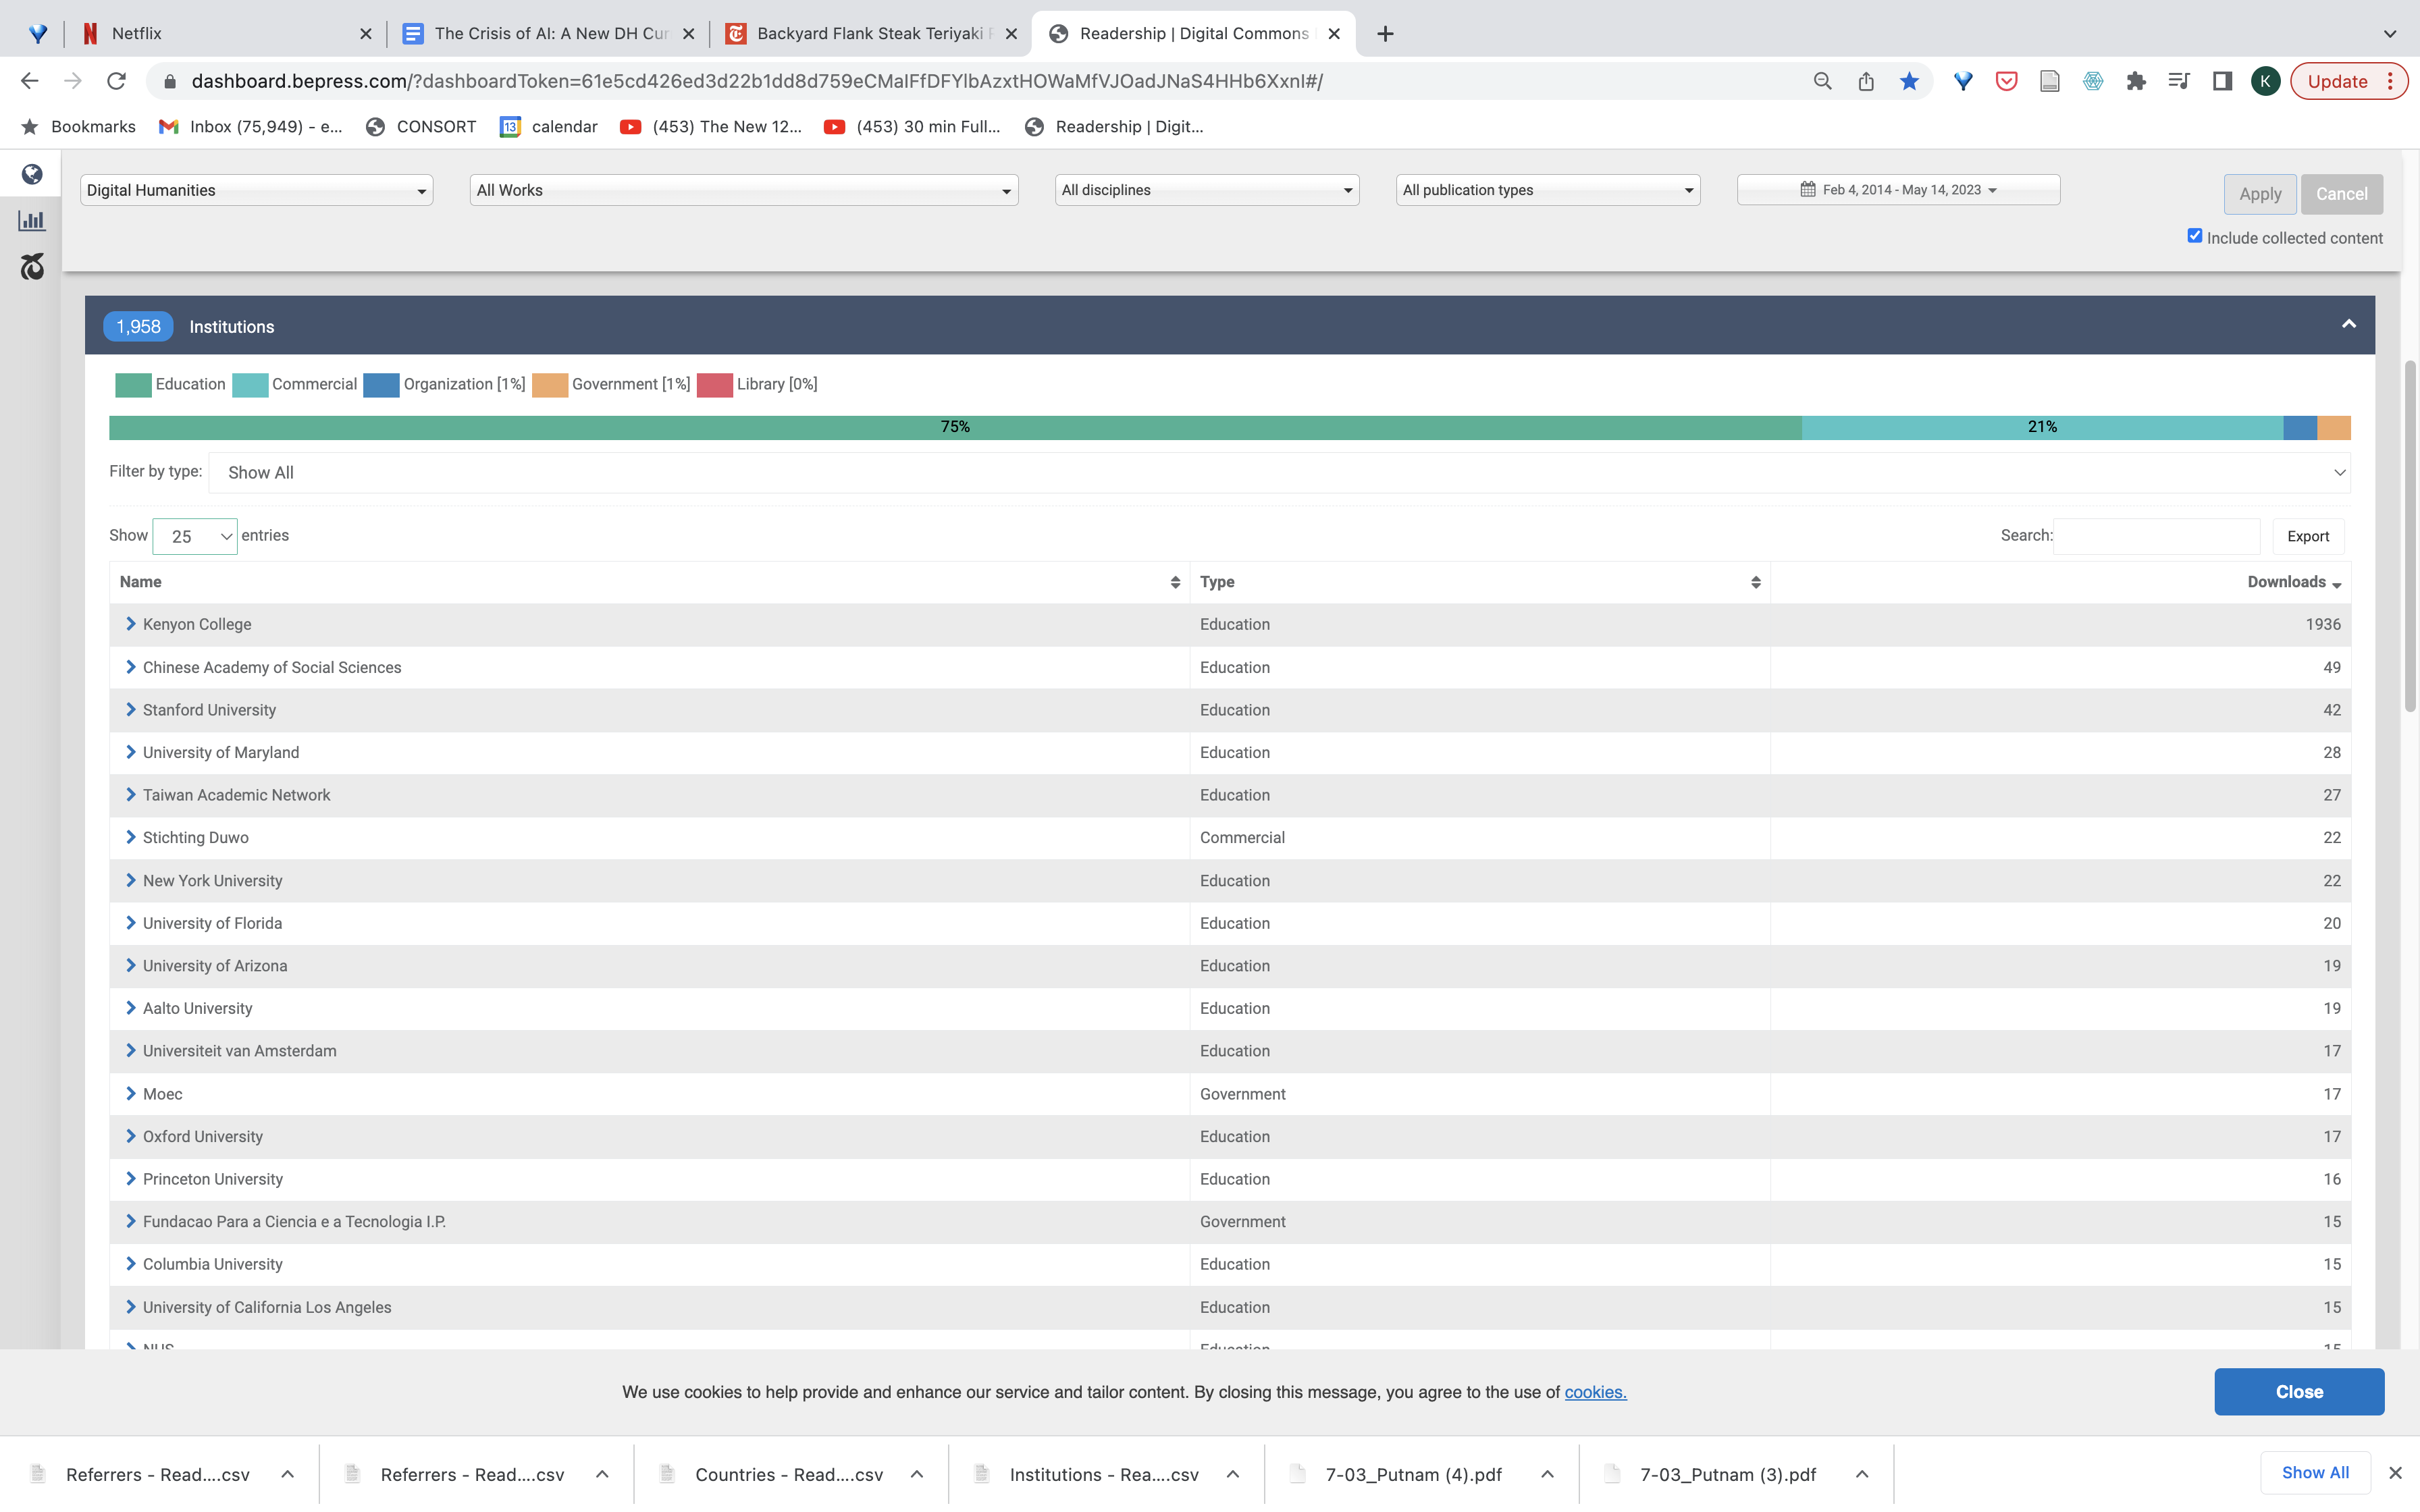 Netflix
The Crisis of AI: A New DH Cur
Backyard Flank Steak Teriyaki
Readership | Digital Commons
dashboard.bepress.com/?dashboardToken=61e5cd426ed3d22b1dd8d759eCMaIFfDFYlbAzxtHOWaMfVJOadJNaS4HHb6XxnI#/
K
Update
Bookmarks
Inbox (75,949) - e...
CONSORT
13 calendar
(453) The New 12...
(453) 30 min Full...
Readership | Digit...
Digital Humanities
All Works
All disciplines
All publication types
Feb 4, 2014 - May 14, 2023
Apply
Cancel
Include collected content
1,958 Institutions
Education Commercial Organization [1%] Government [1%] Library [0%]
75% 21%
Filter by type: Show All
Show 25 entries Search: Export
Name Type Downloads
Kenyon College Education 1936
Chinese Academy of Social Sciences Education 49
Stanford University Education 42
University of Maryland Education 28
Taiwan Academic Network Education 27
Stichting Duwo Commercial 22
New York University Education 22
University of Florida Education 20
University of Arizona Education 19
Aalto University Education 19
Universiteit van Amsterdam Education 17
Moec Government 17
Oxford University Education 17
Princeton University Education 16
Fundacao Para a Ciencia e a Tecnologia I.P. Government 15
Columbia University Education 15
University of California Los Angeles Education 15
NUS Education 15
We use cookies to help provide and enhance our service and tailor content. By closing this message, you agree to the use of cookies.
Close
Referrers - Read....csv
Referrers - Read....csv
Countries - Read....csv
Institutions - Rea....csv
7-03_Putnam (4).pdf
7-03_Putnam (3).pdf
Show All